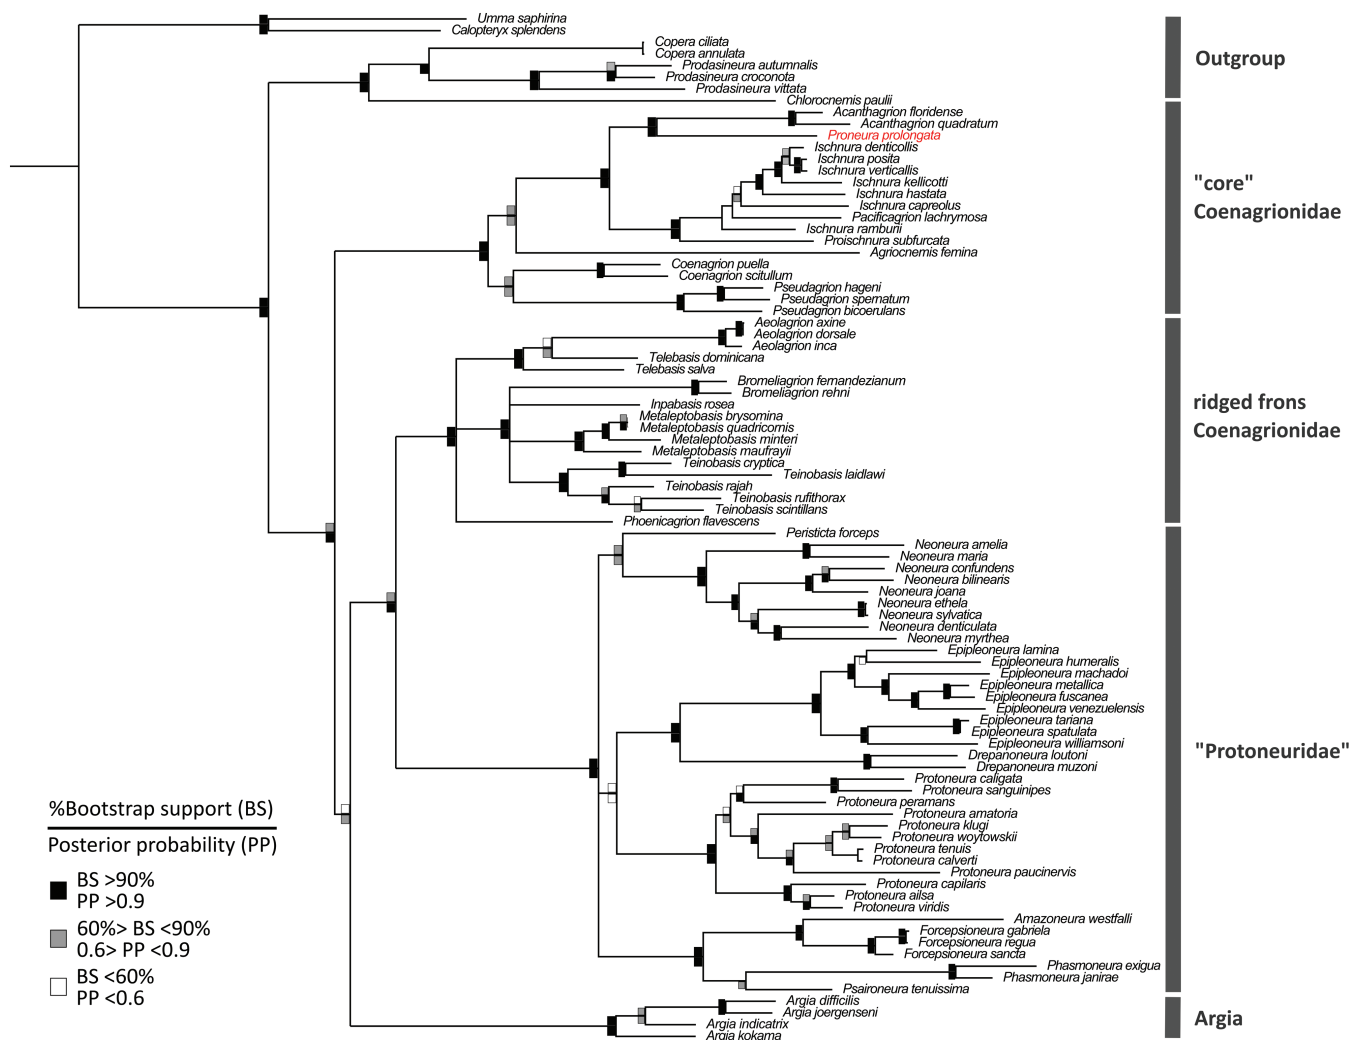 Umma saphirina
Calopteryx splendens
Copera ciliata
Copera annulata
Prodasineura autumnalis
Prodasineura croconota
Prodasineura vittata
Chlorocnemis paulii
Outgroup
Acanthagrion floridense
Acanthagrion quadratum
Proneura prolongata
Ischnura denticollis
Ischnura posita
Ischnura verticallis
Ischnura kellicotti
Ischnura hastata
Ischnura capreolus
Pacificagrion lachrymosa
Ischnura ramburii
Proischnura subfurcata
Agriocnemis femina
Coenagrion puella
Coenagrion scitullum
Pseudagrion hageni
Pseudagrion spernatum
Pseudagrion bicoerulans
"core"
Coenagrionidae
Aeolagrion axine
Aeolagrion dorsale
Aeolagrion inca
Telebasis dominicana
Telebasis salva
Bromeliagrion fernandezianum
Bromeliagrion rehni
Inpabasis rosea
Metaleptobasis brysomina
Metaleptobasis quadricornis
Metaleptobasis minteri
Metaleptobasis maufrayii
Teinobasis cryptica
Teinobasis laidlawi
Teinobasis rajah
Teinobasis rufithorax
Teinobasis scintillans
Phoenicagrion flavescens
ridged frons
Coenagrionidae
Peristicta forceps
Neoneura amelia
Neoneura maria
Neoneura confundens
Neoneura bilinearis
Neoneura joana
Neoneura ethela
Neoneura sylvatica
Neoneura denticulata
Neoneura myrthea
Epipleoneura lamina
Epipleoneura humeralis
Epipleoneura machadoi
Epipleoneura metallica
Epipleoneura fuscanea
Epipleoneura venezuelensis
Epipleoneura tariana
Epipleoneura spatulata
Epipleoneura williamsoni
Drepanoneura loutoni
Drepanoneura muzoni
Protoneura caligata
Protoneura sanguinipes
Protoneura peramans
Protoneura amatoria
Protoneura klugi
Protoneura woytowskii
Protoneura tenuis
Protoneura calverti
Protoneura paucinervis
Protoneura capilaris
Protoneura ailsa
Protoneura viridis
Amazoneura westfalli
Forcepsioneura gabriela
Forcepsioneura regua
Forcepsioneura sancta
Phasmoneura exigua
Phasmoneura janirae
Psaironeura tenuissima
"Protoneuridae"
Argia difficilis
Argia joergenseni
Argia indicatrix
Argia kokama
Argia
%Bootstrap support (BS)
Posterior probability (PP)
BS >90%
PP >0.9
60%> BS <90%
0.6> PP <0.9
BS <60%
PP <0.6